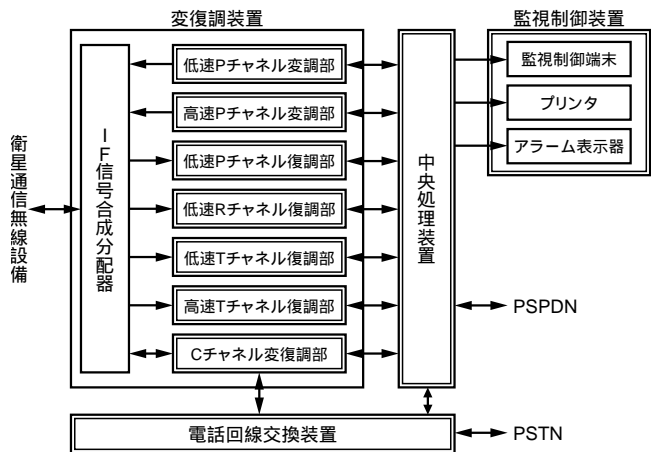 変復調装置
監視制御装置
低速Pチャネル変調部
高速Pチャネル変調部
低速Pチャネル復調部
低速Rチャネル復調部
低速Tチャネル復調部
高速Tチャネル復調部
Cチャネル変復調部
衛星通信無線設備
IF信号合成分配器
中央処理装置
監視制御端末
プリンタ
アラーム表示器
PSPDN
電話回線交換装置
PSTN